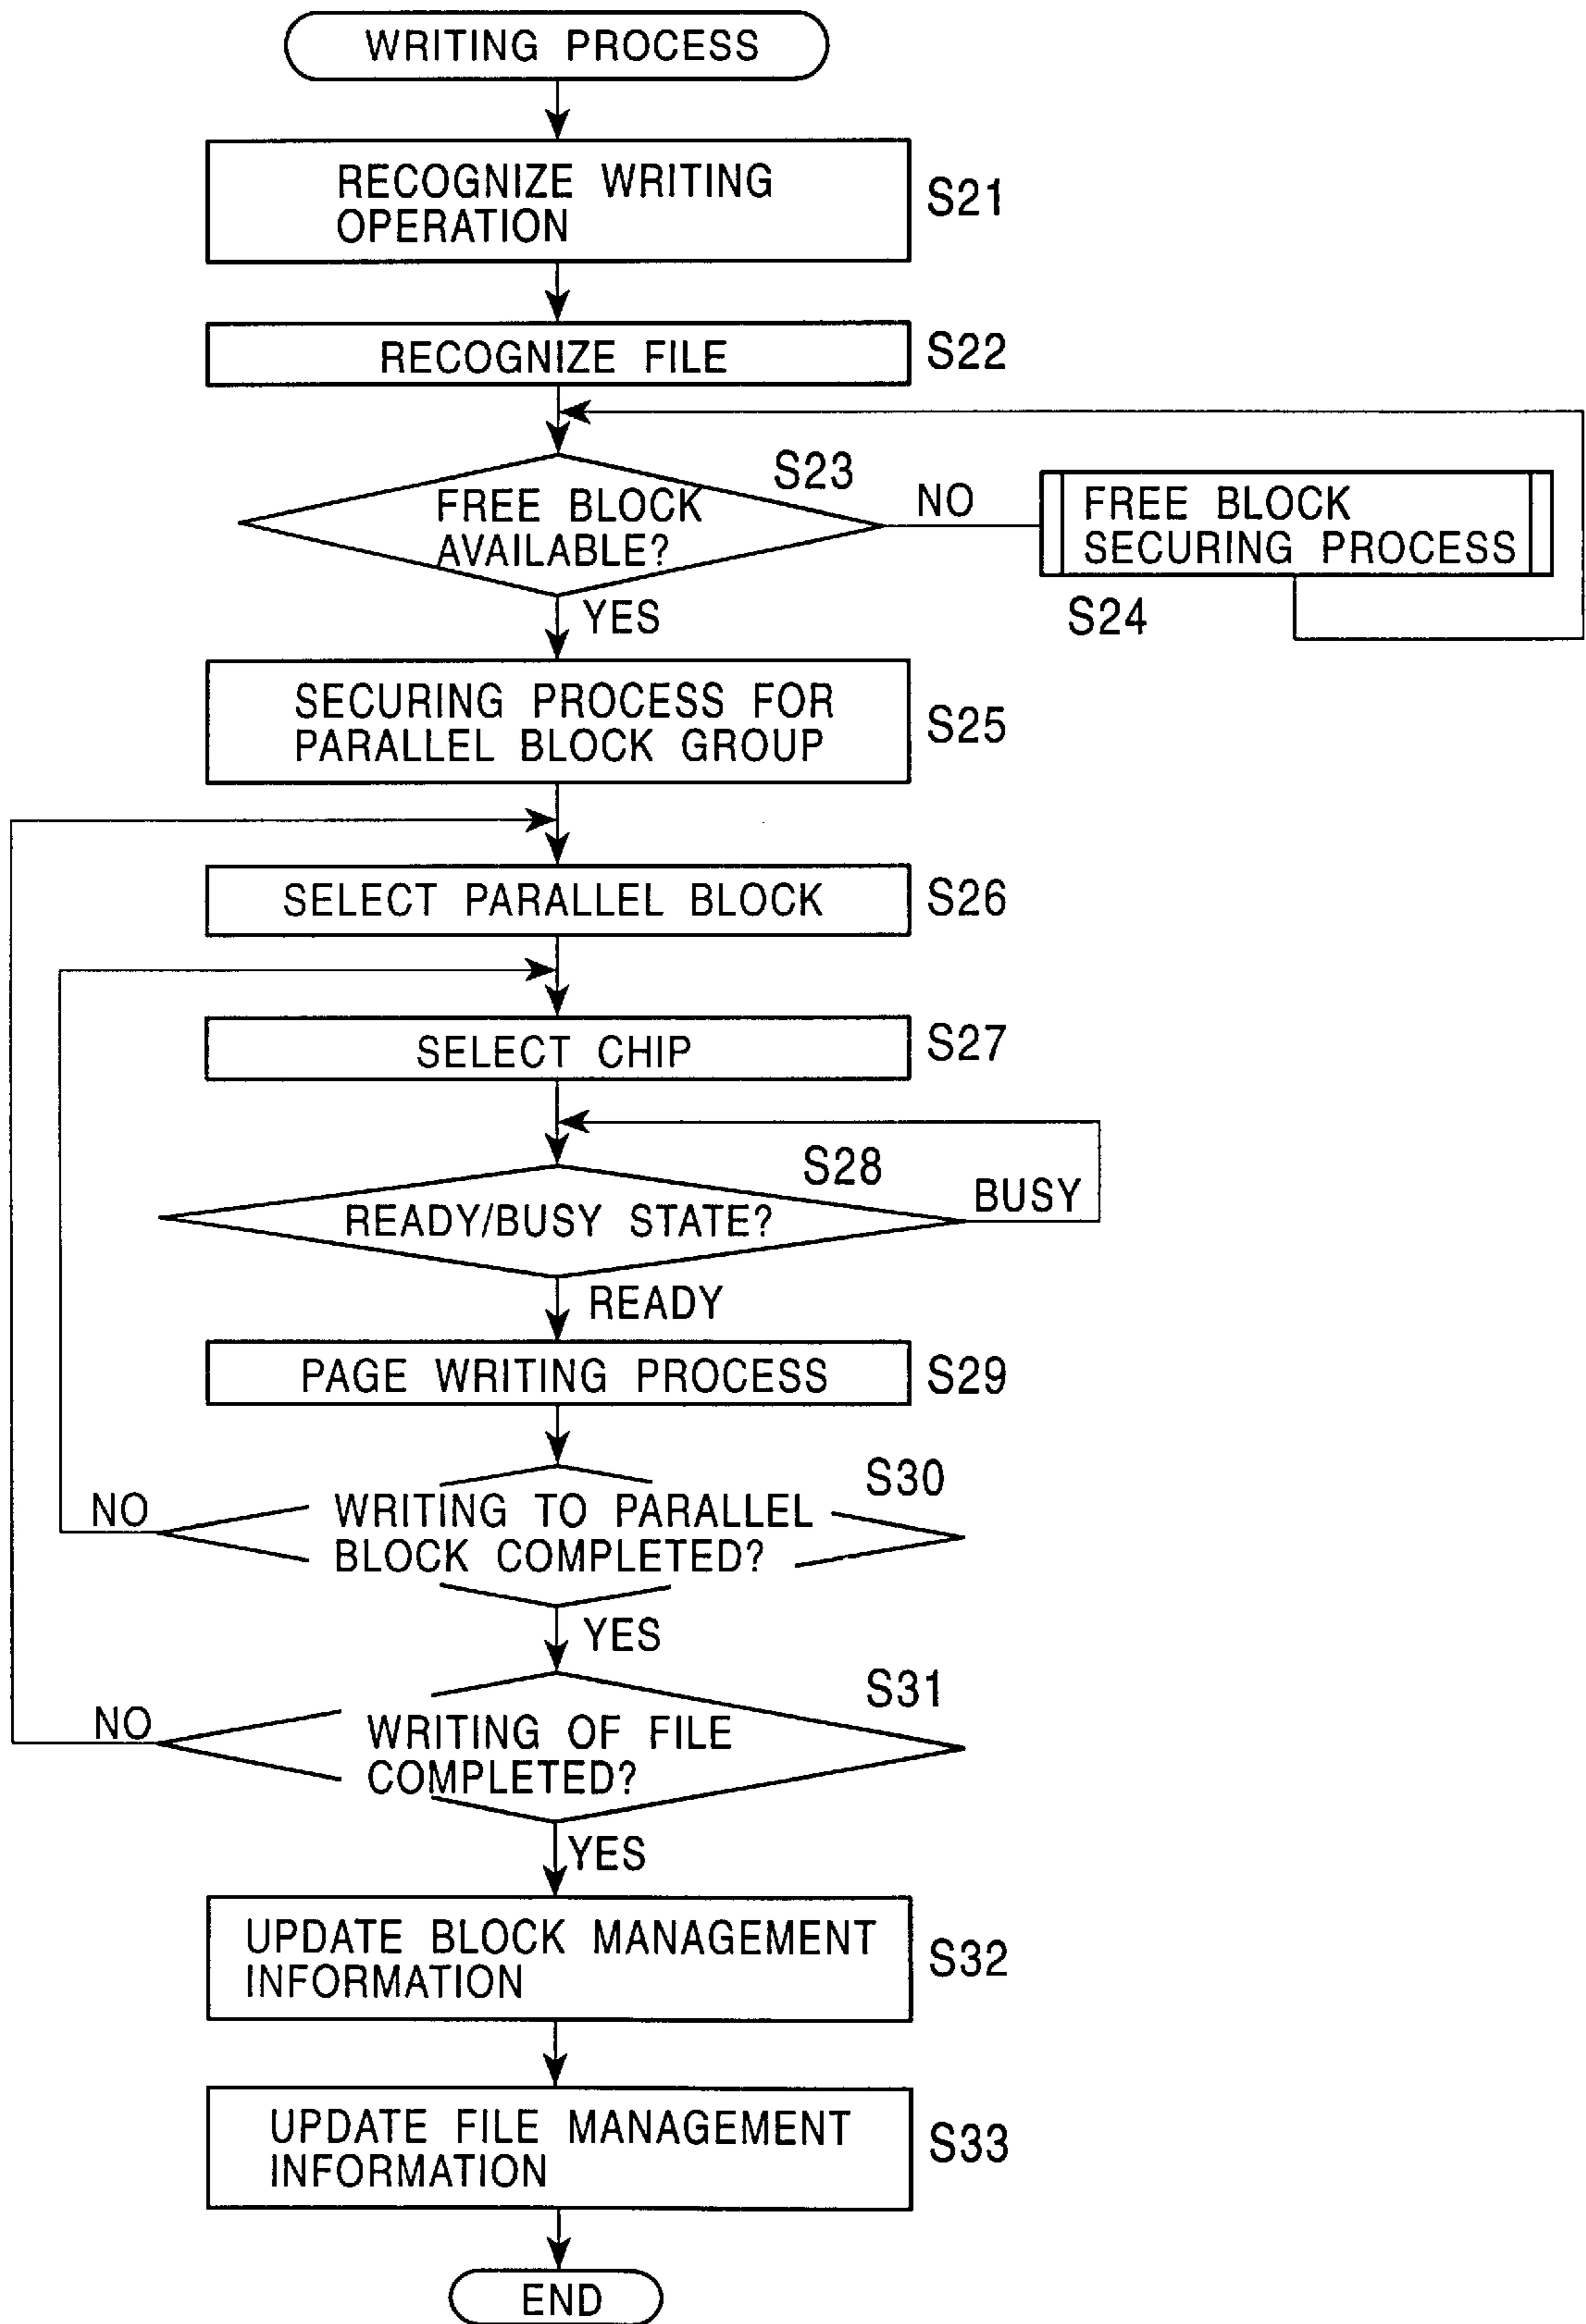 WRITING PROCESS
RECOGNIZE WRITING
OPERATION
S21
RECOGNIZE FILE
S22
S23
FREE BLOCK
AVAILABLE?
NO
FREE BLOCK
SECURING PROCESS
S24
YES
SECURING PROCESS FOR
PARALLEL BLOCK GROUP
S25
SELECT PARALLEL BLOCK
S26
SELECT CHIP
S27
S28
READY/BUSY STATE?
BUSY
READY
PAGE WRITING PROCESS
S29
S30
NO
WRITING TO PARALLEL
BLOCK COMPLETED?
YES
S31
NO
WRITING OF FILE
COMPLETED?
YES
UPDATE BLOCK MANAGEMENT
INFORMATION
S32
UPDATE FILE MANAGEMENT
INFORMATION
S33
END